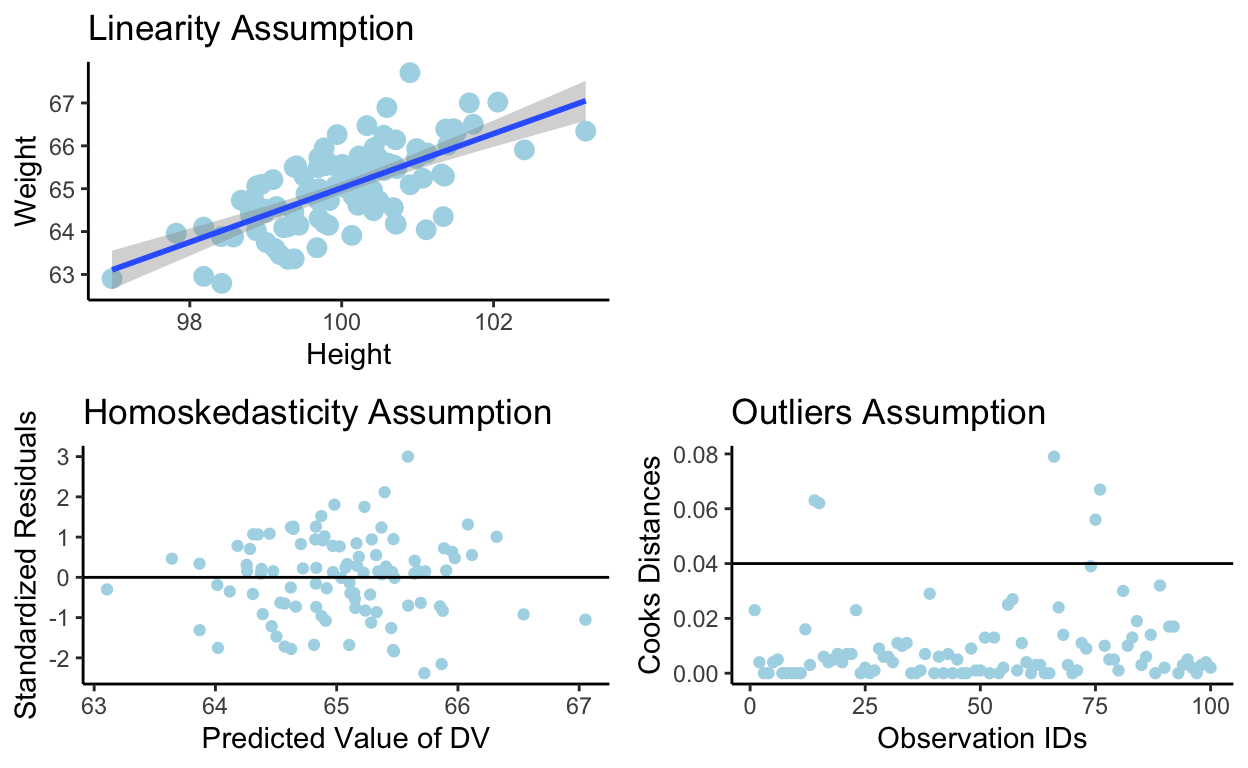 Linearity Assumption
Weight
67
66
65
64
63
98 100 102
Height
Homoskedasticity Assumption
Standardized Residuals
3
2
1
0
-1
-2
63 64 65 66 67
Predicted Value of DV
Outliers Assumption
Cooks Distances
0.08
0.06
0.04
0.02
0.00
0 25 50 75 100
Observation IDs